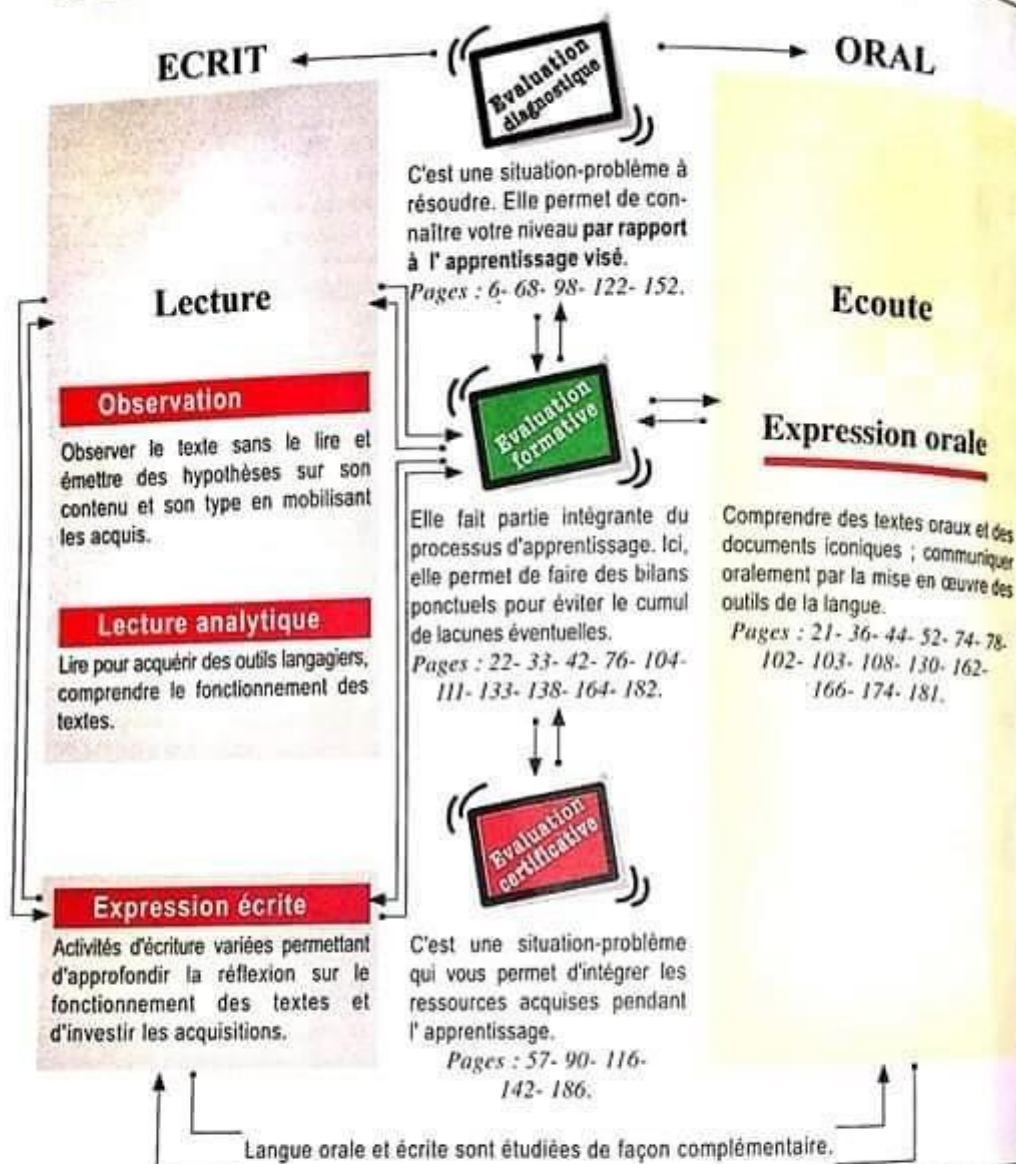 ECRIT
Evaluation
diagnostique
ORAL
C'est une situation-problème à
résoudre. Elle permet de con-
naître votre niveau par rapport
à l' apprentissage visé.
Pages : 6- 68- 98- 122- 152.
Lecture
Observation
Observer le texte sans le lire et
émettre des hypothèses sur son
contenu et son type en mobilisant
les acquis.
Lecture analytique
Lire pour acquérir des outils langagiers,
comprendre le fonctionnement des
textes.
Expression écrite
Activités d'écriture variées permettant
d'approfondir la réflexion sur le
fonctionnement des textes et
d'investir les acquisitions.
Evaluation
formative
Elle fait partie intégrante du
processus d'apprentissage. Ici,
elle permet de faire des bilans
ponctuels pour éviter le cumul
de lacunes éventuelles.
Pages : 22- 33- 42- 76- 104-
111- 133- 138- 164- 182.
Evaluation
certificative
C'est une situation-problème
qui vous permet d'intégrer les
ressources acquises pendant
l' apprentissage.
Pages : 57- 90- 116-
142- 186.
Ecoute
Expression orale
Comprendre des textes oraux et des
documents iconiques ; communiquer
oralement par la mise en œuvre des
outils de la langue.
Pages : 21- 36- 44- 52- 74- 78-
102- 103- 108- 130- 162-
166- 174- 181.
Langue orale et écrite sont étudiées de façon complémentaire.